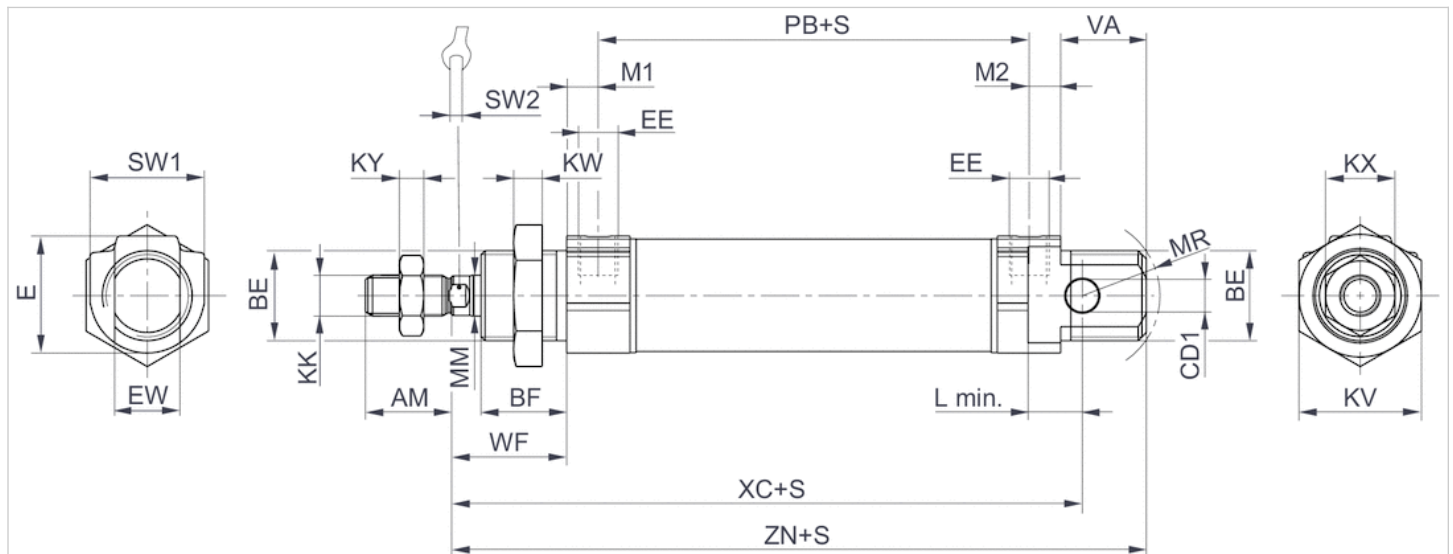 PB+S
VA
M1
M2
SW2
EE
SW1
KY
KW
EE
KX
MR
E
BE
BE
KK
MM
CD1
EW
AM
BF
L min.
KV
WF
XC+S
ZN+S